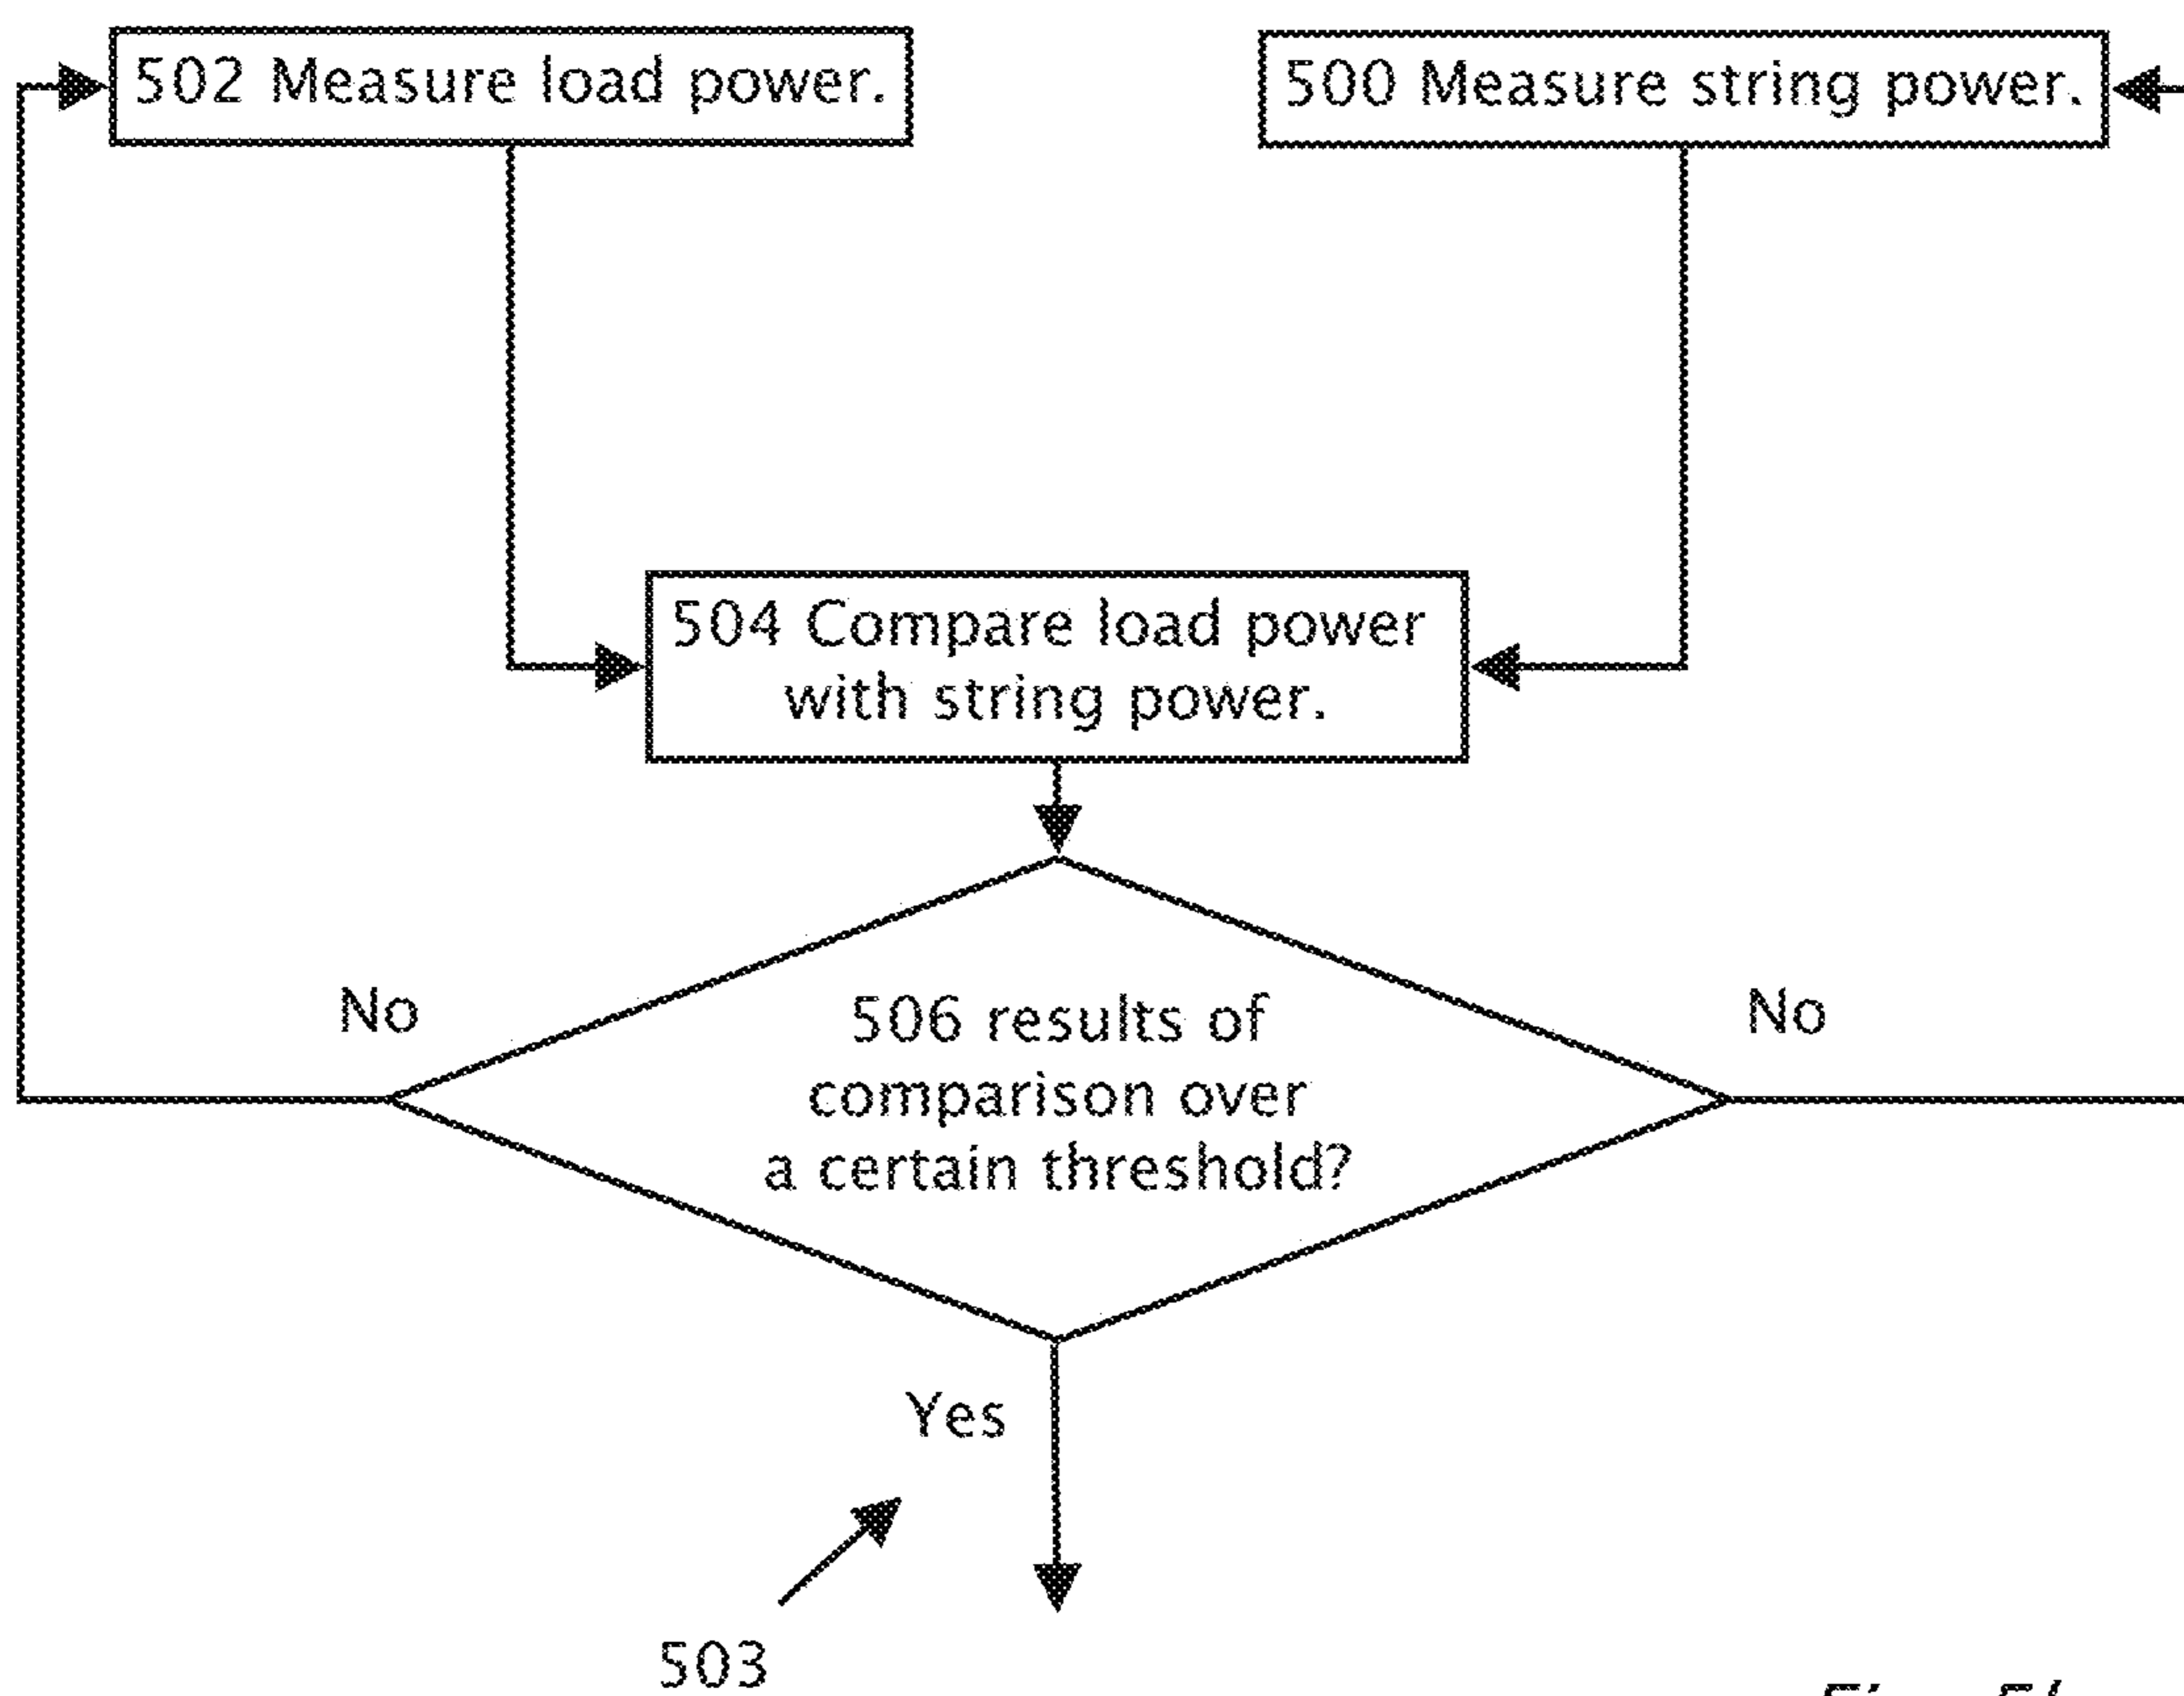 502 Measure load power.
500 Measure string power.
504 Compare load power
with string power.
No
No
506 results of
comparison over
a certain threshold?
Yes
503